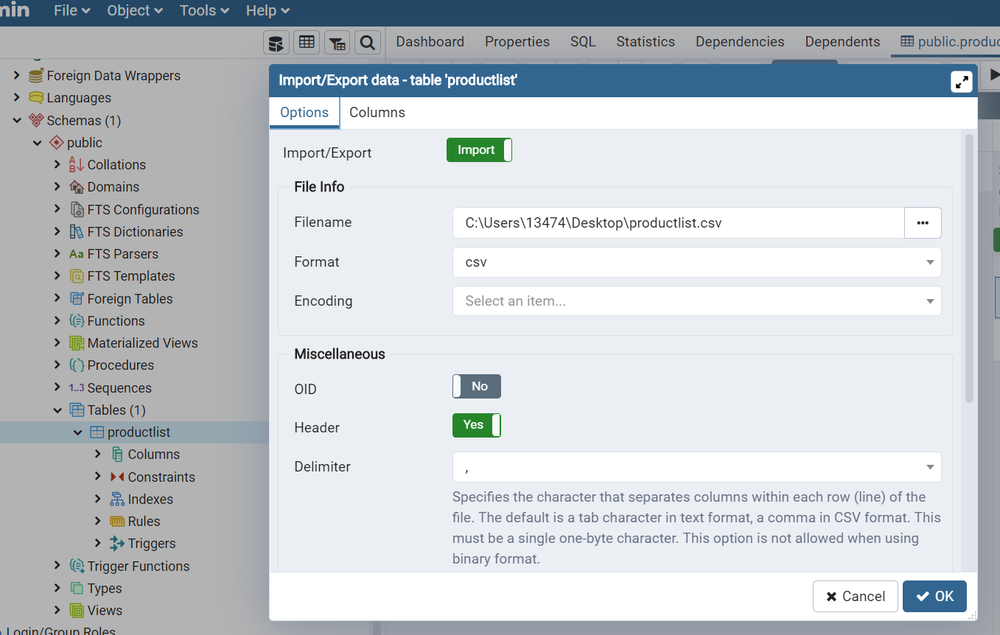 File Object Tools Help
Dashboard Properties SQL Statistics Dependencies Dependents public.produc
Foreign Data Wrappers
Languages
Schemas (1)
public
Collations
Domains
FTS Configurations
FTS Dictionaries
Aa FTS Parsers
FTS Templates
Foreign Tables
Functions
Materialized Views
Procedures
1..3 Sequences
Tables (1)
productlist
Columns
Constraints
Indexes
Rules
Triggers
Trigger Functions
Types
Views
Login/Group Roles
Import/Export data - table 'productlist'
Options Columns
Import/Export Import
File Info
Filename C:\Users\13474\Desktop\productlist.csv
Format csv
Encoding Select an item...
Miscellaneous
OID No
Header Yes
Delimiter ,
Specifies the character that separates columns within each row (line) of the
file. The default is a tab character in text format, a comma in CSV format. This
must be a single one-byte character. This option is not allowed when using
binary format.
Cancel OK